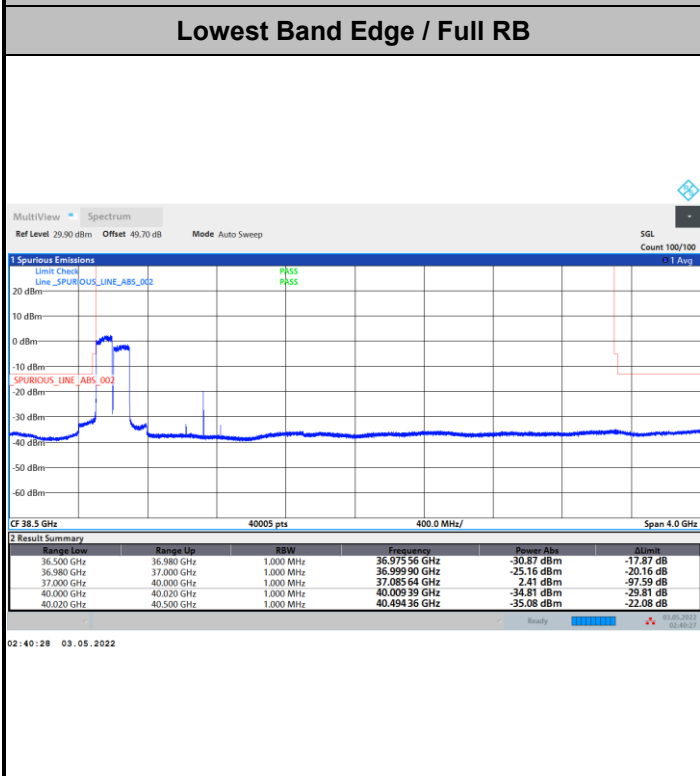 Lowest Band Edge / Full RB
MultiView Spectrum
Ref Level 29.90 dBm Offset 49.70 dB Mode Auto Sweep SGL
Count 100/100
1 Spurious Emissions 1 Avg
Limit Check PASS
Line _SPURIOUS_LINE_ABS_002 PASS
20 dBm
10 dBm
0 dBm
-10 dBm
_SPURIOUS_LINE_ABS_002
-20 dBm
-30 dBm
-40 dBm
-50 dBm
-60 dBm
CF 38.5 GHz 40005 pts 400.0 MHz/ Span 4.0 GHz
2 Result Summary
Range Low Range Up RBW Frequency Power Abs ΔLimit
36.500 GHz 36.980 GHz 1.000 MHz 36.975 56 GHz -30.87 dBm -17.87 dB
36.980 GHz 37.000 GHz 1.000 MHz 36.999 90 GHz -25.16 dBm -20.16 dB
37.000 GHz 40.000 GHz 1.000 MHz 37.085 64 GHz 2.41 dBm -97.59 dB
40.000 GHz 40.020 GHz 1.000 MHz 40.009 39 GHz -34.81 dBm -29.81 dB
40.020 GHz 40.500 GHz 1.000 MHz 40.494 36 GHz -35.08 dBm -22.08 dB
Ready 03.05.2022
02:40:27
02:40:28 03.05.2022